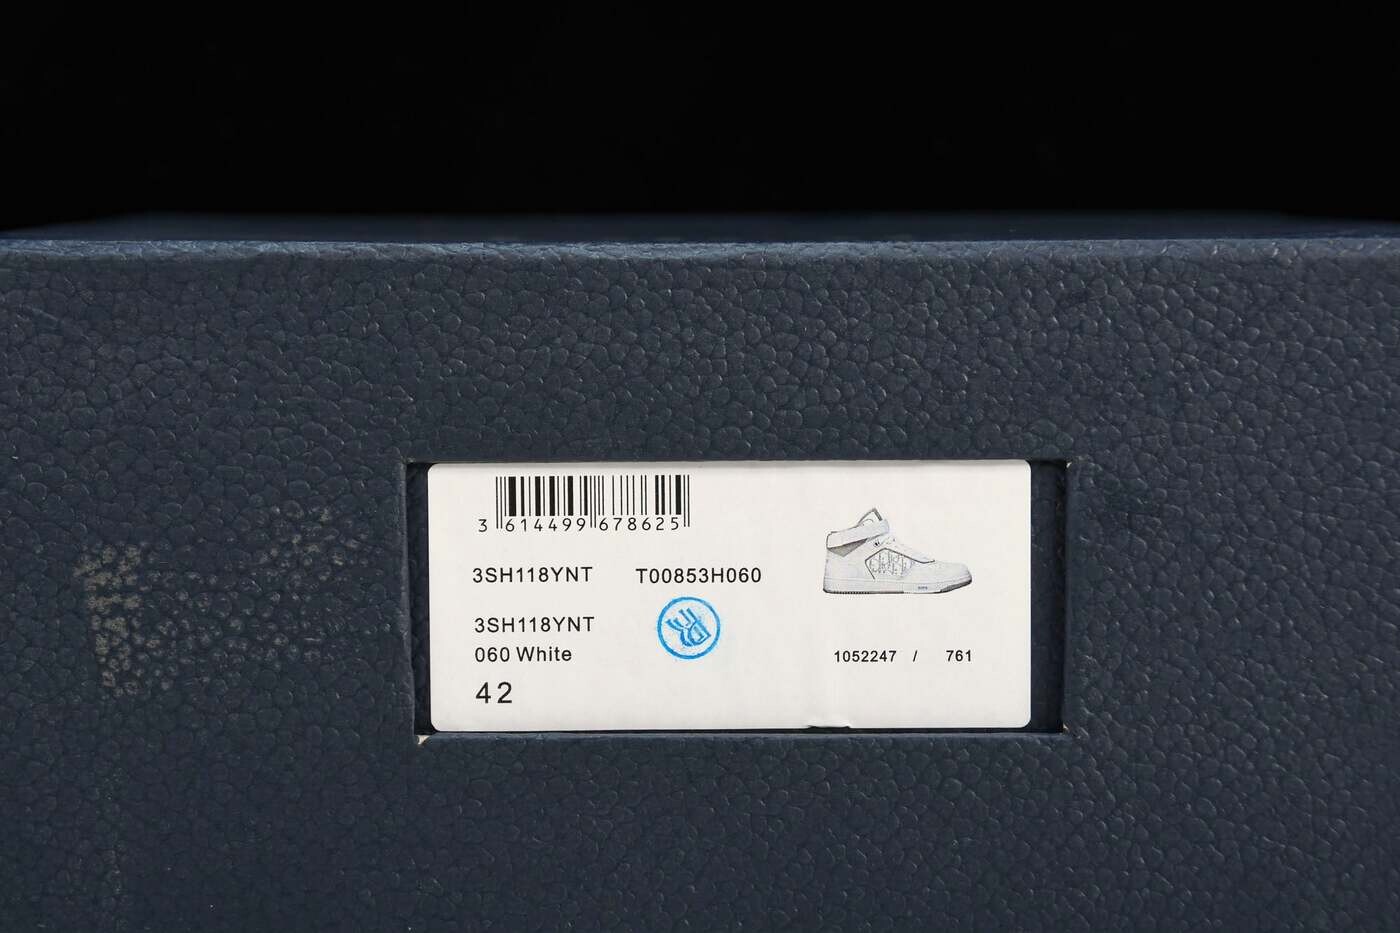 3 614499 678625
3SH118YNT T00853H060
3SH118YNT
060 White
42
1052247 / 761